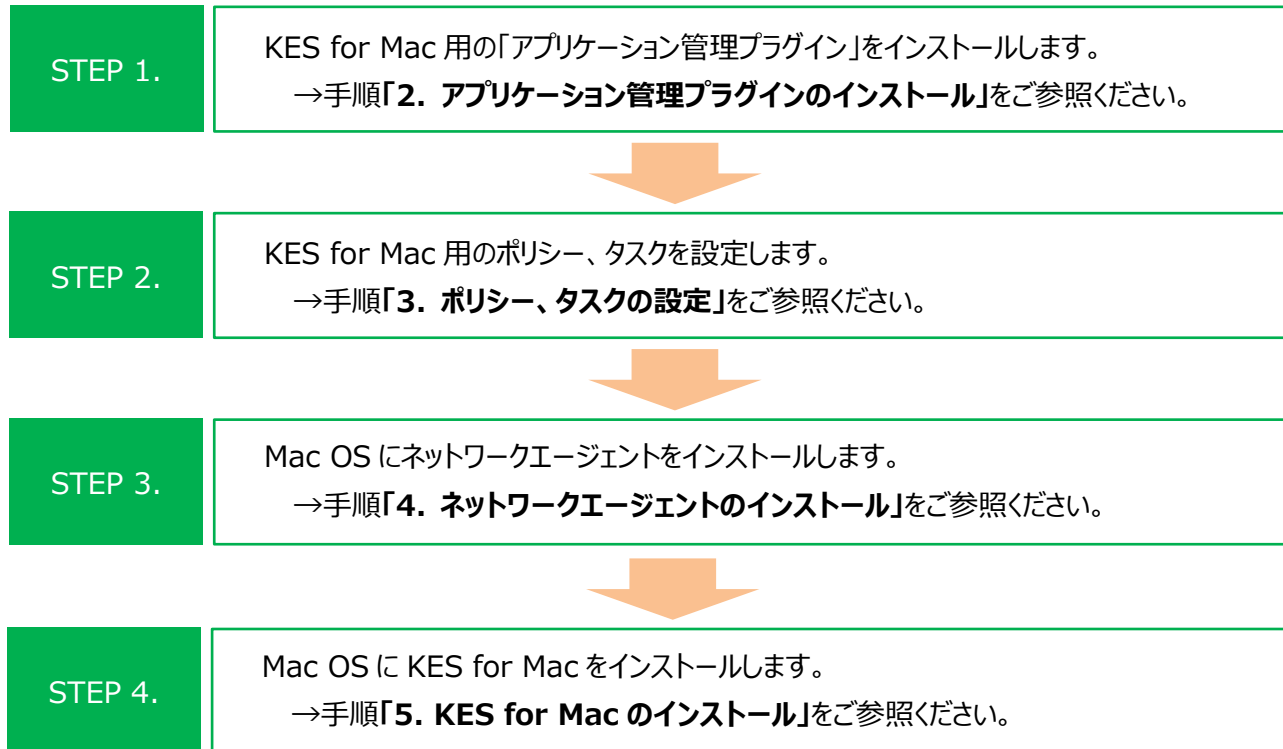 STEP 1.
KES for Mac 用の「アプリケーション管理プラグイン」をインストールします。
→手順「2. アプリケーション管理プラグインのインストール」をご参照ください。
STEP 2.
KES for Mac 用のポリシー、タスクを設定します。
→手順「3. ポリシー、タスクの設定」をご参照ください。
STEP 3.
Mac OS にネットワークエージェントをインストールします。
→手順「4. ネットワークエージェントのインストール」をご参照ください。
STEP 4.
Mac OS に KES for Mac をインストールします。
→手順「5. KES for Mac のインストール」をご参照ください。